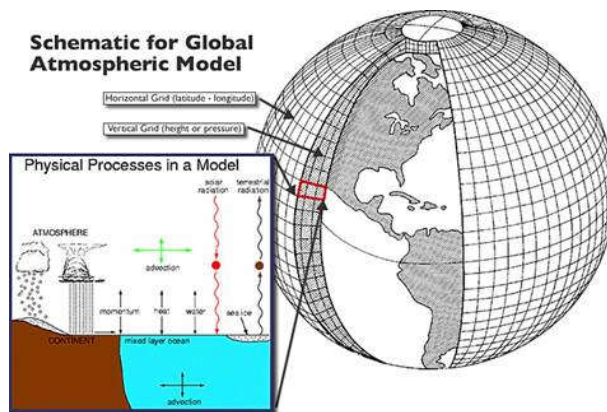 Schematic for Global
Atmospheric Model
Horizontal Grid (latitude - longitude)
Vertical Grid (height or pressure)
Physical Processes in a Model
solar
radiation
terrestrial
radiation
ATMOSPHERE
advection
momentum
heat
water
sea ice
CONTINENT
mixed layer ocean
advection